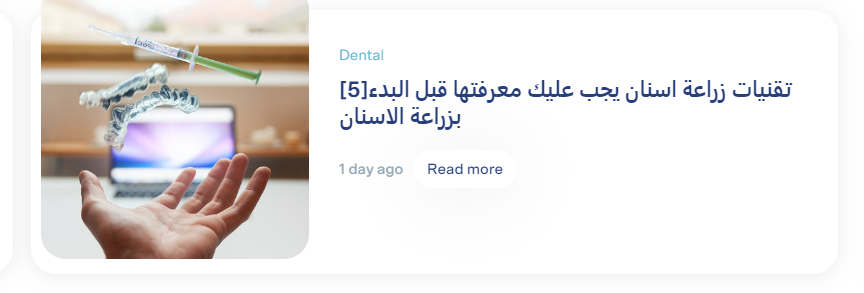 Dental
[5]تقنيات زراعة اسنان يجب عليك معرفتها قبل البدء
بزراعة الاسنان
1 day ago Read more